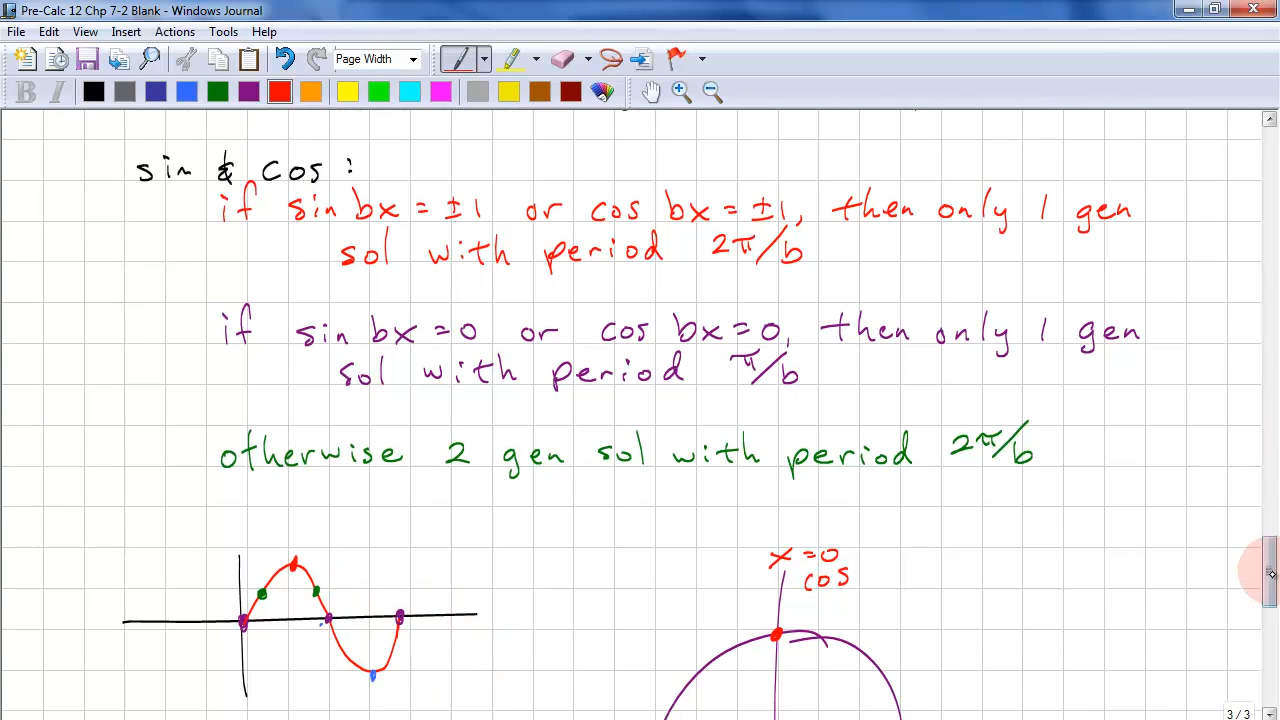 Pre-Calc 12 Chp 7-2 Blank - Windows Journal
File Edit View Insert Actions Tools Help
Page Width
B I
sin & cos :
if sin bx = ±1 or cos bx = ±1, then only 1 gen
sol with period 2π/b
if sin bx = 0 or cos bx = 0, then only 1 gen
sol with period π/b
otherwise 2 gen sol with period 2π/b
x = 0
cos
3 / 3